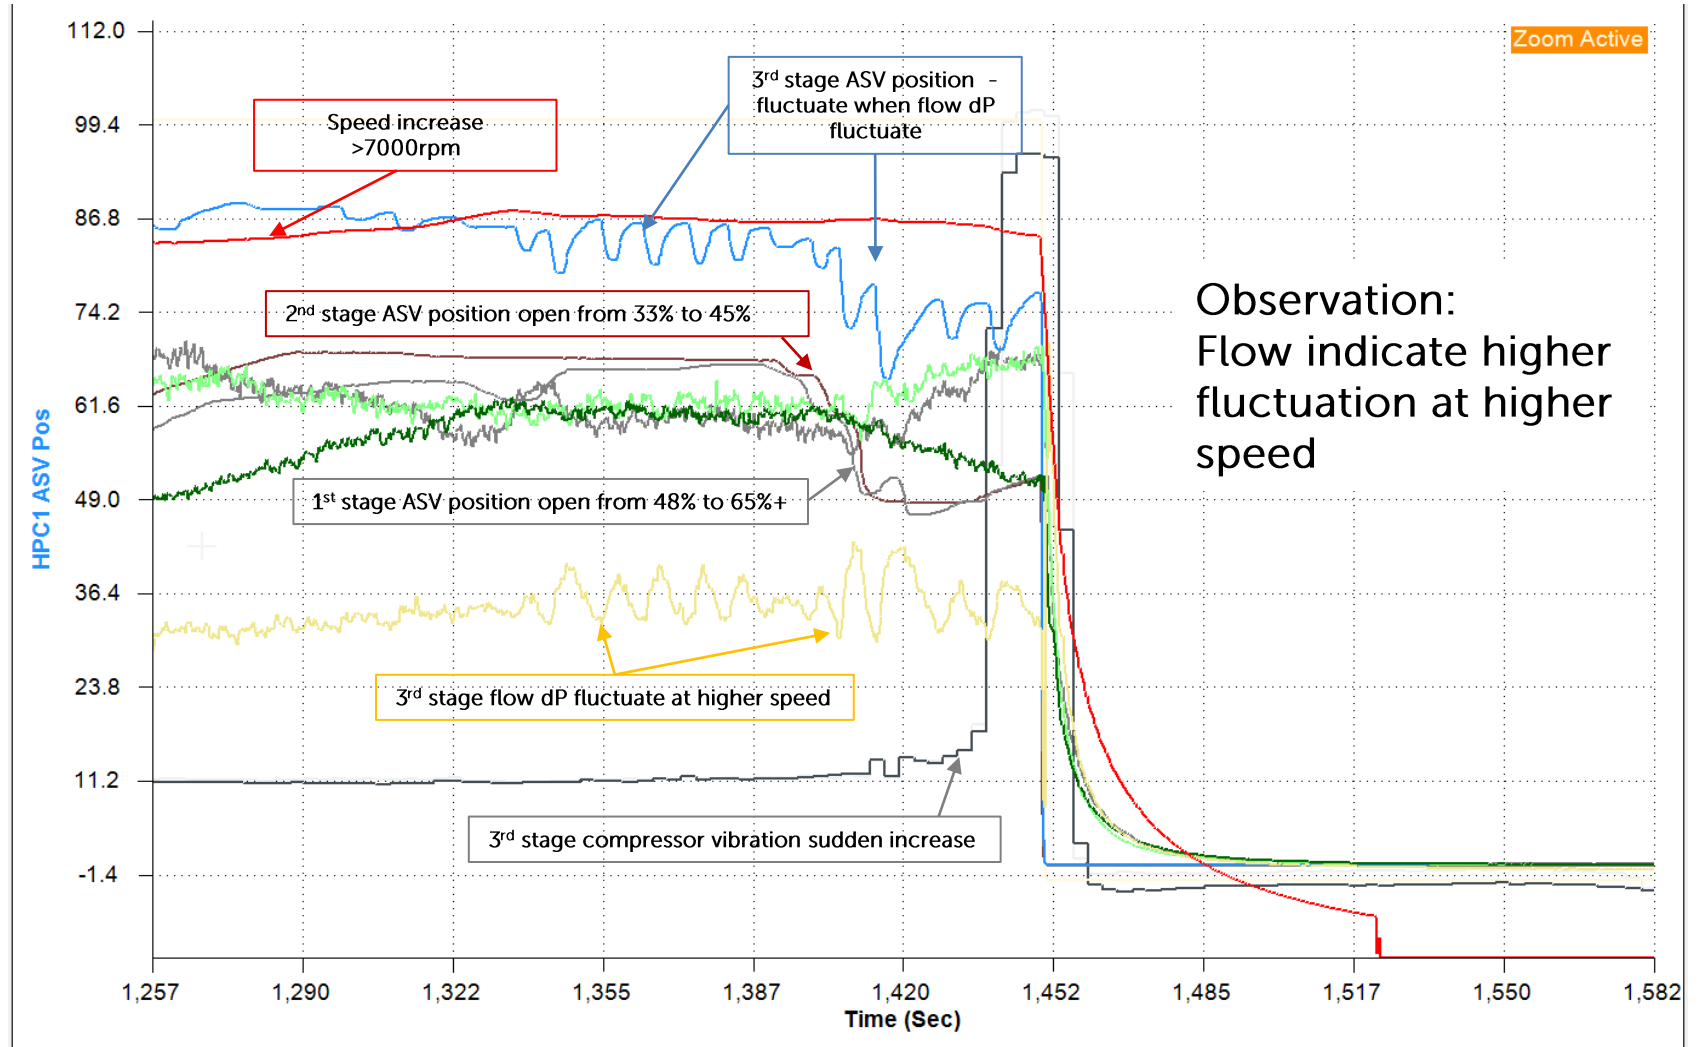 Zoom Active
112.0
99.4
86.8
74.2
61.6
49.0
36.4
23.8
11.2
-1.4
HPC1 ASV Pos
Speed increase
>7000rpm
3rd stage ASV position -
fluctuate when flow dP
fluctuate
2nd stage ASV position open from 33% to 45%
1st stage ASV position open from 48% to 65%+
3rd stage flow dP fluctuate at higher speed
3rd stage compressor vibration sudden increase
Observation:
Flow indicate higher
fluctuation at higher
speed
1,257 1,290 1,322 1,355 1,387 1,420 1,452 1,485 1,517 1,550 1,582
Time (Sec)